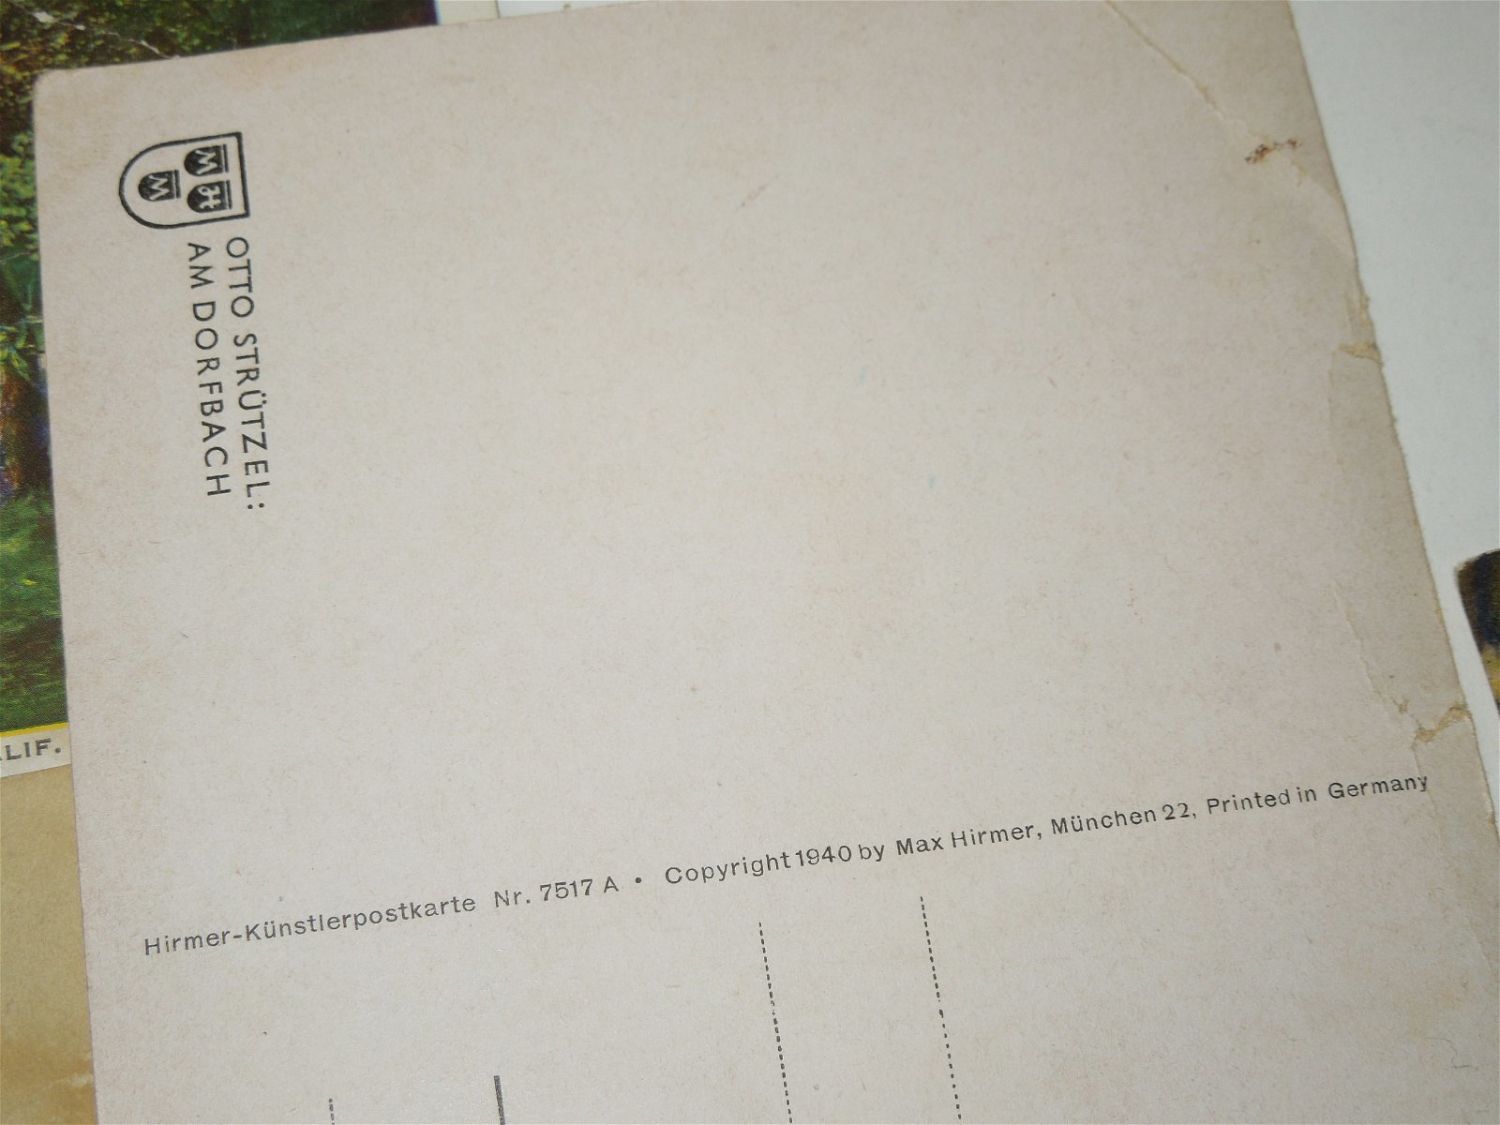 OTTO STRÜTZEL:
AM DORFBACH
Hirmer-Künstlerpostkarte Nr. 7517 A • Copyright 1940 by Max Hirmer, München 22, Printed in Germany
LIF.